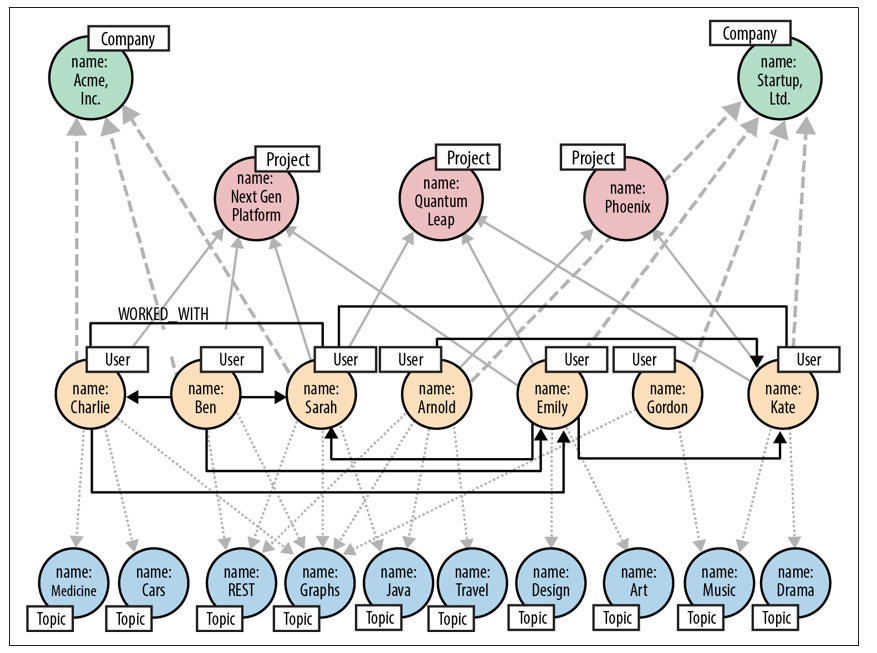 Company
name:
Acme,
Inc.
Company
name:
Startup,
Ltd.
Project
name:
Next Gen
Platform
Project
name:
Quantum
Leap
Project
name:
Phoenix
WORKED_WITH
User
name:
Charlie
User
name:
Ben
User
name:
Sarah
User
name:
Arnold
User
name:
Emily
User
name:
Gordon
User
name:
Kate
name:
Medicine
Topic
name:
Cars
Topic
name:
REST
Topic
name:
Graphs
Topic
name:
Java
Topic
name:
Travel
Topic
name:
Design
Topic
name:
Art
Topic
name:
Music
Topic
name:
Drama
Topic